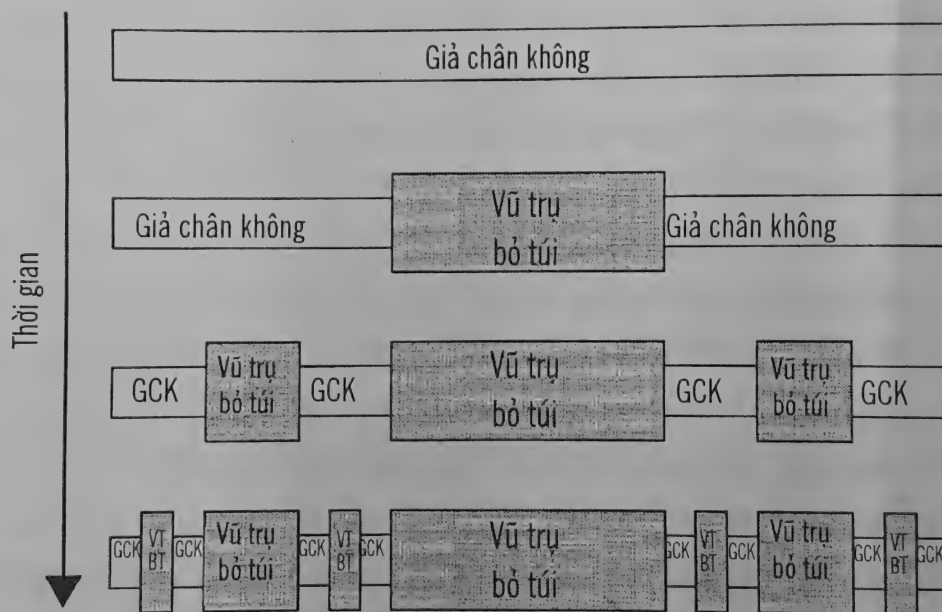 Thời gian
Giả chân không
Giả chân không
Vũ trụ
bỏ túi
Giả chân không
GCK
Vũ trụ
bỏ túi
GCK
Vũ trụ
bỏ túi
GCK
Vũ trụ
bỏ túi
GCK
GCK
VT
BT
GCK
Vũ trụ
bỏ túi
GCK
VT
BT
GCK
Vũ trụ
bỏ túi
GCK
VT
BT
GCK
Vũ trụ
bỏ túi
GCK
VT
BT
GCK